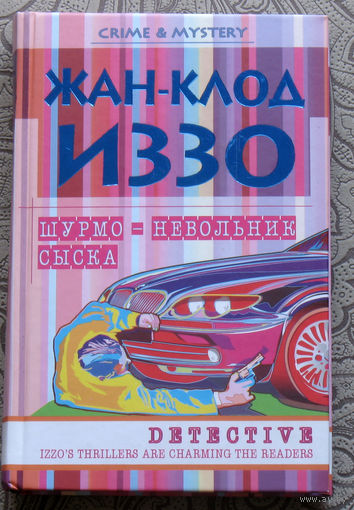 CRIME & MYSTERY
ЖАН-КЛОД
ИЗЗО
ШУРМО – НЕВОЛЬНИК
СЫСКА
DETECTIVE
IZZO'S THRILLERS ARE CHARMING THE READERS